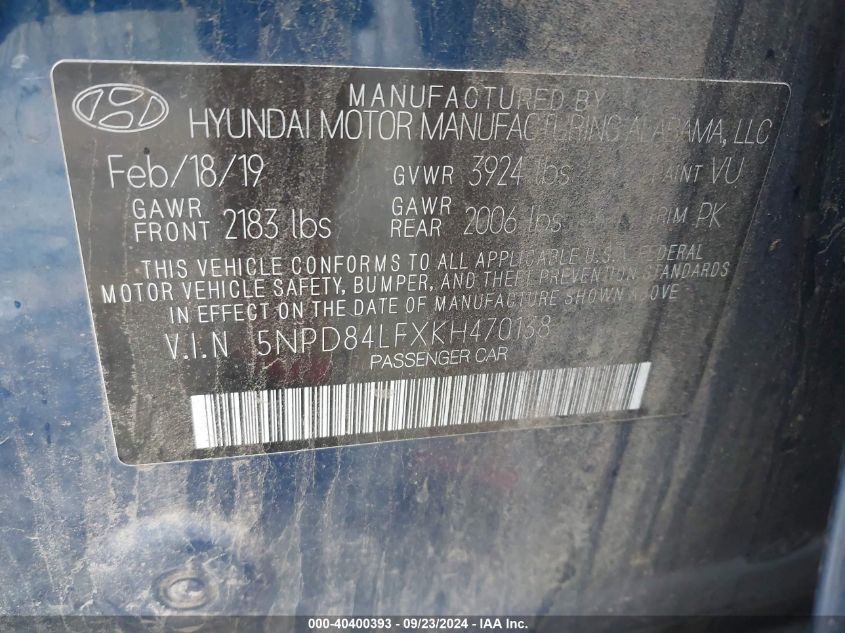 MANUFACTURED BY
HYUNDAI MOTOR MANUFACTURING ALABAMA, LLC
Feb/18/19 GVWR 3924 lbs PAINT VU
GAWR FRONT 2183 lbs GAWR REAR 2006 lbs TRIM PK
THIS VEHICLE CONFORMS TO ALL APPLICABLE U.S. FEDERAL
MOTOR VEHICLE SAFETY, BUMPER, AND THEFT PREVENTION STANDARDS
IN EFFECT ON THE DATE OF MANUFACTURE SHOWN ABOVE
V.I.N 5NPD84LFXKH470138
PASSENGER CAR
000-40400393 - 09/23/2024 - IAA Inc.